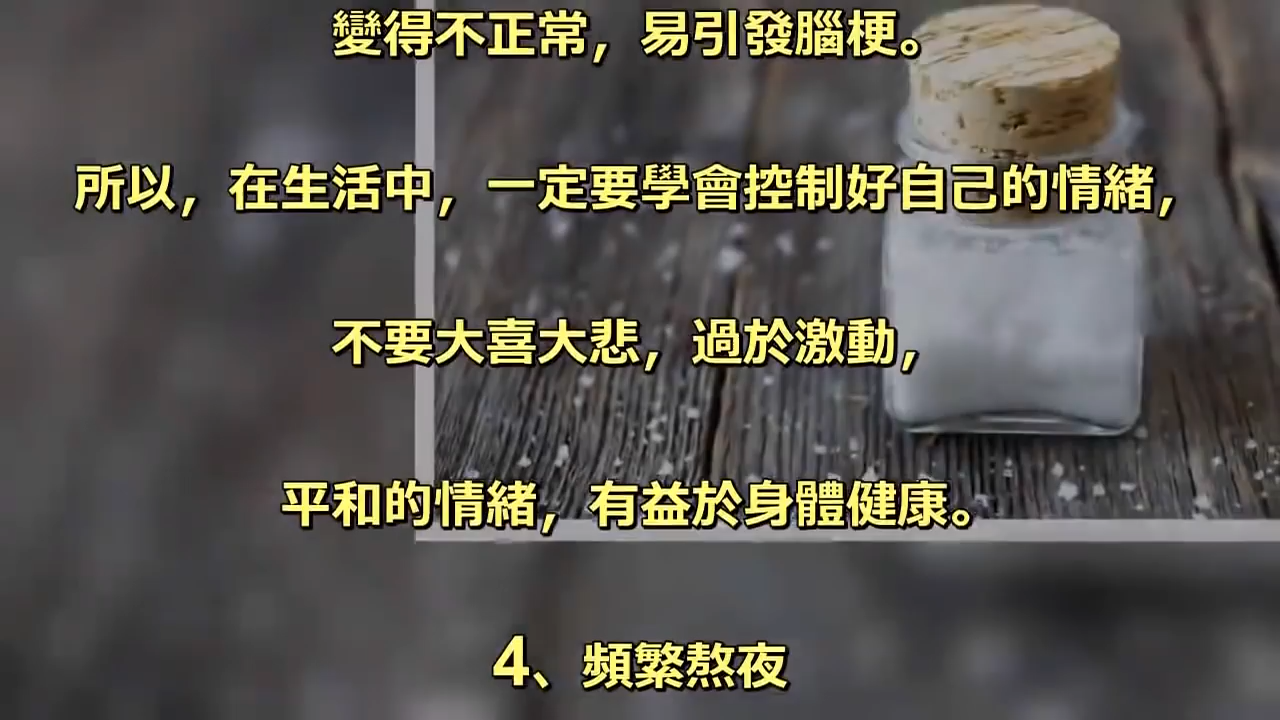 變得不正常，易引發腦梗。
所以，在生活中，一定要學會控制好自己的情緒，
不要大喜大悲，過於激動，
平和的情緒，有益於身體健康。
4、頻繁熬夜